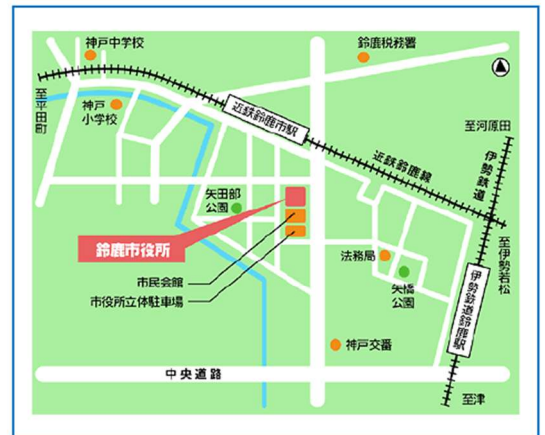 神戸中学校
鈴鹿税務署
至平田町
神戸
小学校
近鉄鈴鹿市駅
至河原田
近鉄鈴鹿線
伊勢鉄道
矢田部
公園
鈴鹿市役所
至伊勢若松
市民会館
法務局
市役所立体駐車場
矢橋
公園
伊勢鉄道鈴鹿駅
神戸交番
中央道路
至津